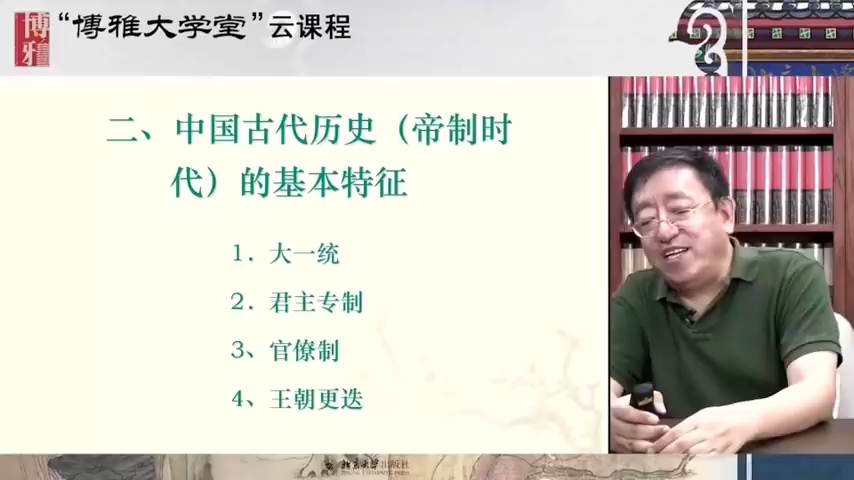 博雅
“博雅大学堂”云课程
二、中国古代历史（帝制时
代）的基本特征
1. 大一统
2. 君主专制
3、官僚制
4、王朝更迭
北京大学出版社